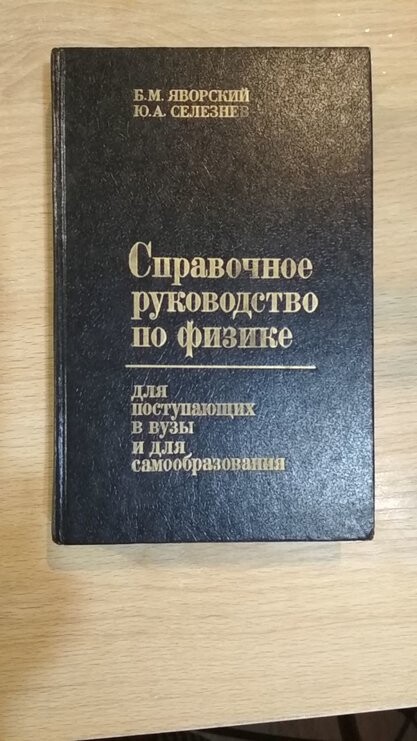 Б.М. ЯВОРСКИЙ
Ю.А. СЕЛЕЗНЕВ
Справочное
руководство
по физике
для
поступающих
в вузы
и для
самообразования